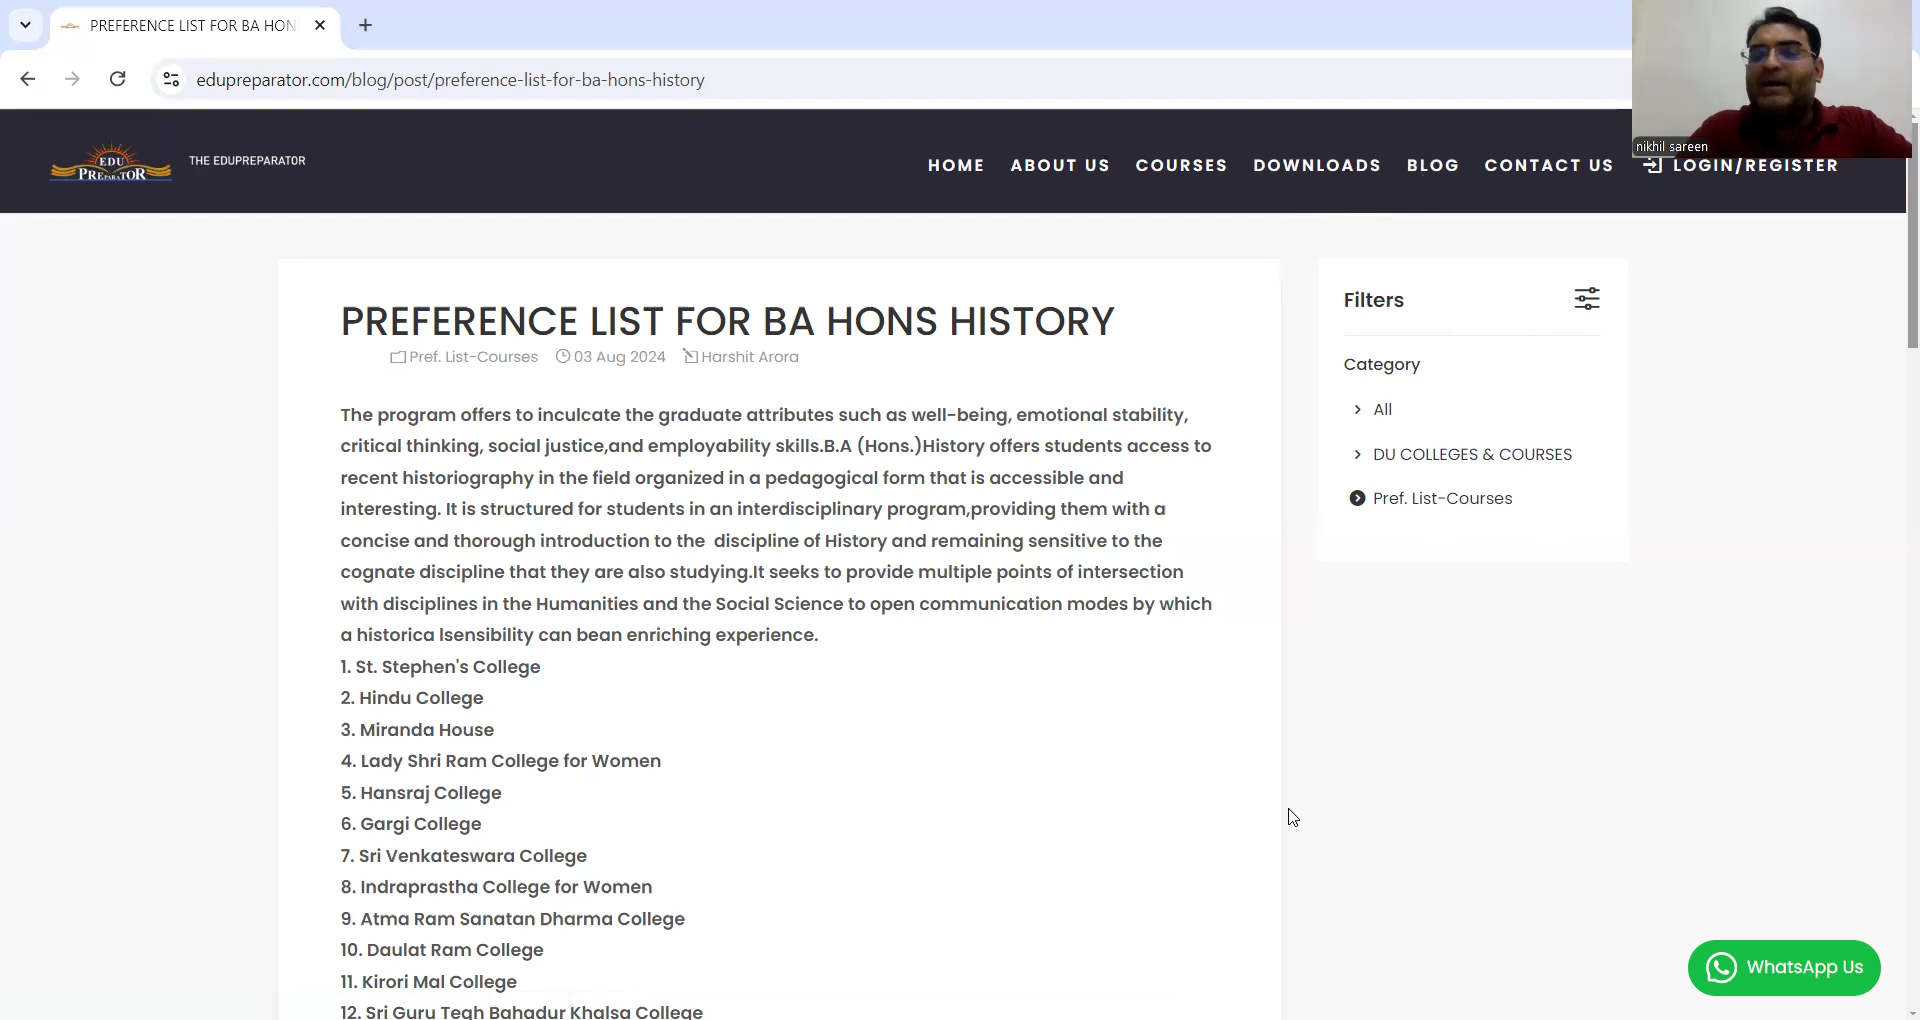 PREFERENCE LIST FOR BA HON
edupreparator.com/blog/post/preference-list-for-ba-hons-history
nikhil sareen
EDU
PREPARATOR
THE EDUPREPARATOR
HOME ABOUT US COURSES DOWNLOADS BLOG CONTACT US LOGIN/REGISTER
PREFERENCE LIST FOR BA HONS HISTORY
Pref. List-Courses 03 Aug 2024 Harshit Arora
The program offers to inculcate the graduate attributes such as well-being, emotional stability,
critical thinking, social justice,and employability skills.B.A (Hons.)History offers students access to
recent historiography in the field organized in a pedagogical form that is accessible and
interesting. It is structured for students in an interdisciplinary program,providing them with a
concise and thorough introduction to the  discipline of History and remaining sensitive to the
cognate discipline that they are also studying.It seeks to provide multiple points of intersection
with disciplines in the Humanities and the Social Science to open communication modes by which
a historica lsensibility can bean enriching experience.
1. St. Stephen's College
2. Hindu College
3. Miranda House
4. Lady Shri Ram College for Women
5. Hansraj College
6. Gargi College
7. Sri Venkateswara College
8. Indraprastha College for Women
9. Atma Ram Sanatan Dharma College
10. Daulat Ram College
11. Kirori Mal College
12. Sri Guru Tegh Bahadur Khalsa College
Filters
Category
All
DU COLLEGES & COURSES
Pref. List-Courses
WhatsApp Us